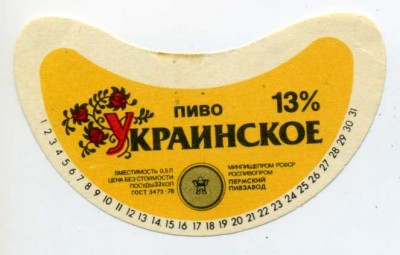 ПИВО 13%
УКРАИНСКОЕ
ВМЕСТИМОСТЬ 0,5 Л
ЦЕНА БЕЗ СТОИМОСТИ
ПОСУДЫ 32 КОП
ГОСТ 3473-78
МИНПИЩЕПРОМ РСФСР
РОСПИВОПРОМ
ПЕРМСКИЙ
ПИВЗАВОД
1 2 3 4 5 6 7 8 9 10 11 12 13 14 15 16 17 18 19 20 21 22 23 24 25 26 27 28 29 30 31